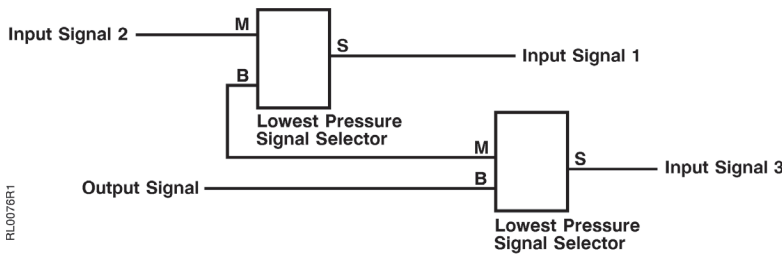 Input Signal 2
M
S
Input Signal 1
B
Lowest Pressure
Signal Selector
M
S
Input Signal 3
B
Output Signal
Lowest Pressure
Signal Selector
RL0076R1